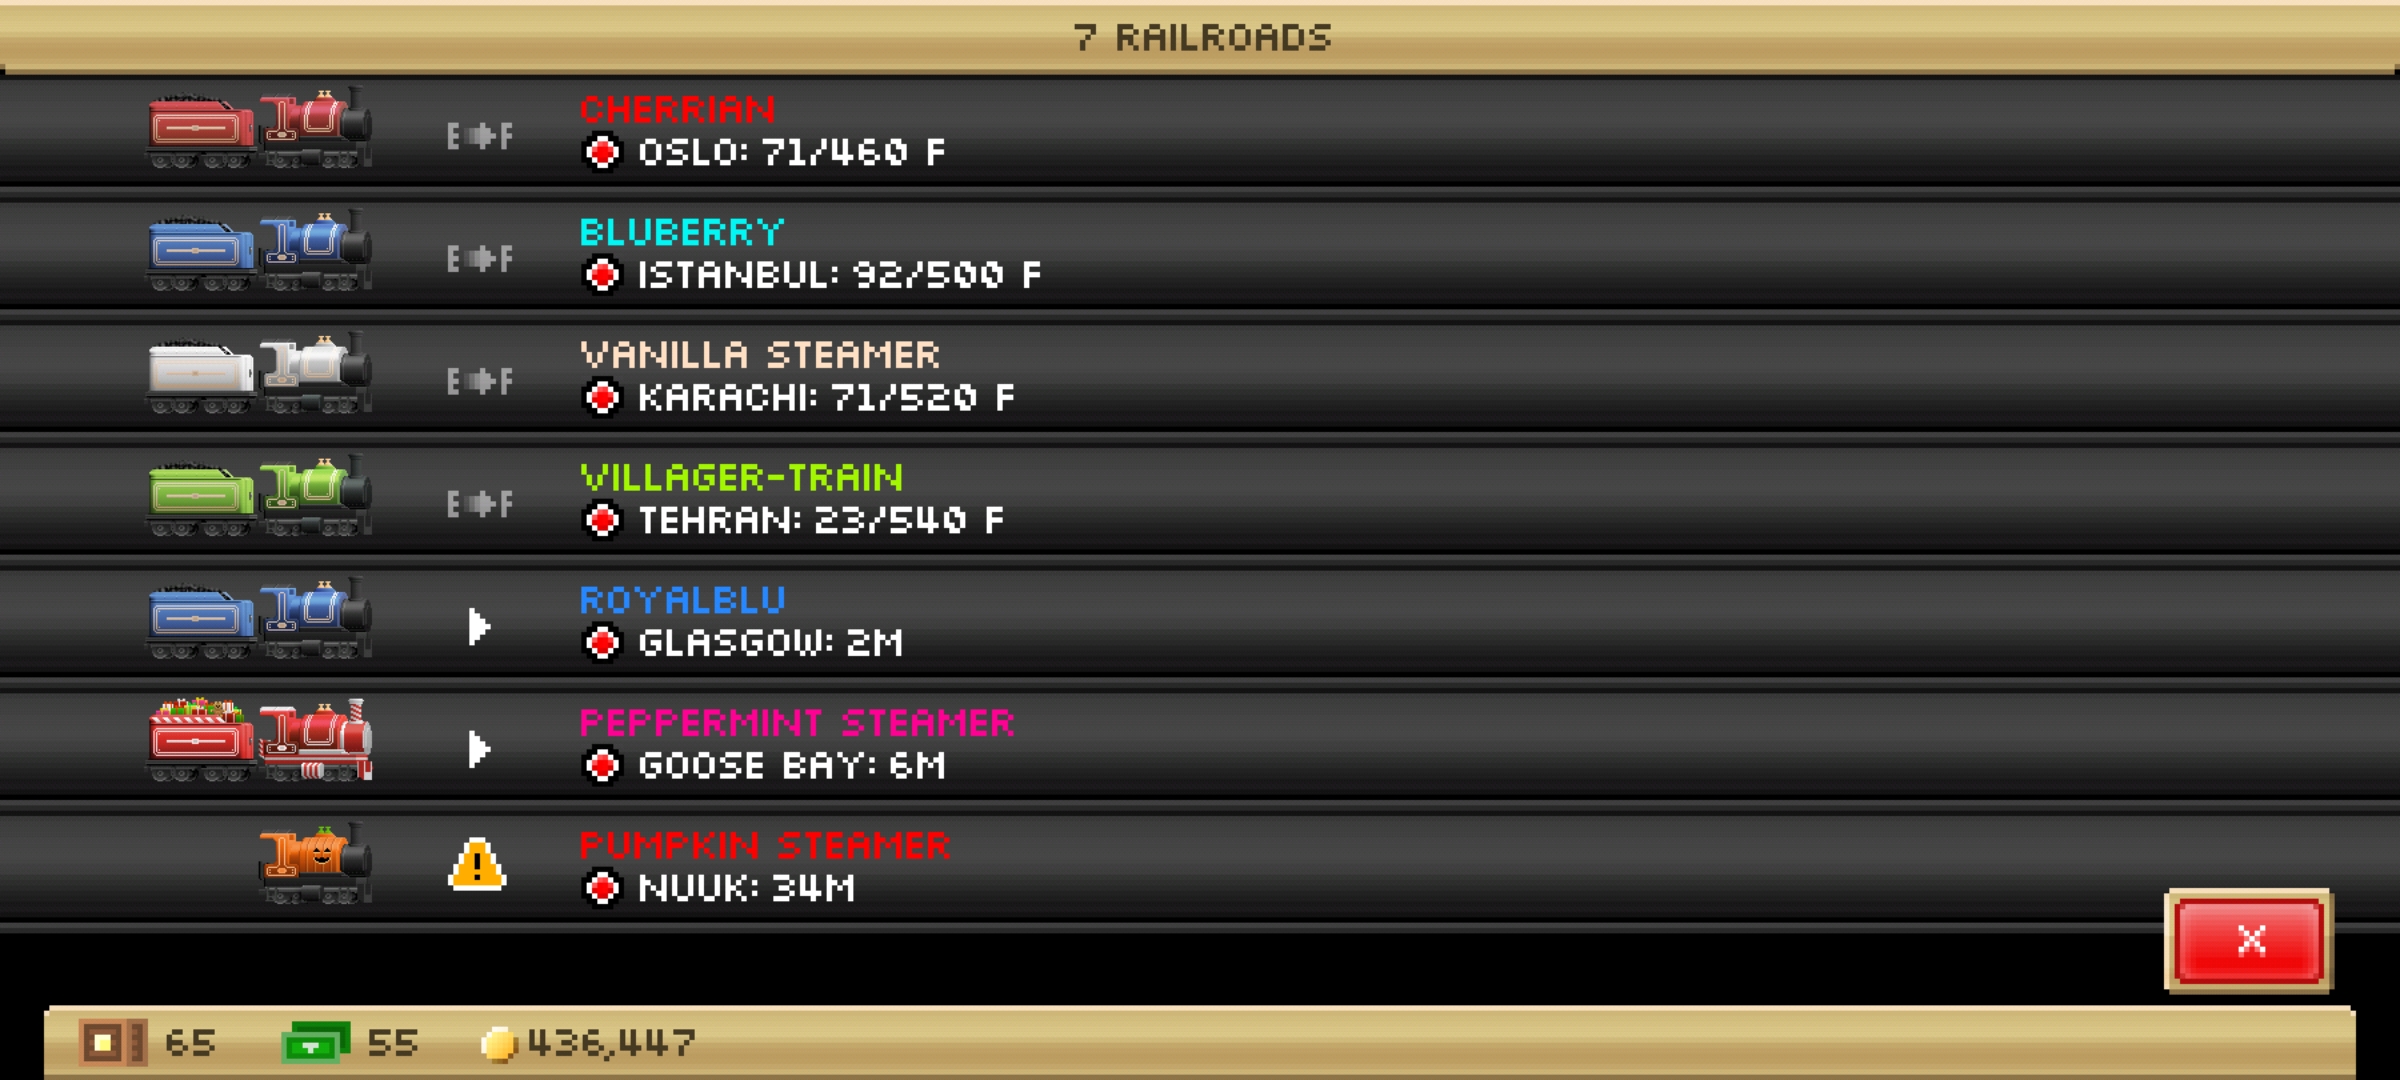 7 RAILROADS
CHERRIAN
E F
OSLO: 71/460 F
BLUBERRY
E F
ISTANBUL: 92/500 F
VANILLA STEAMER
E F
KARACHI: 71/520 F
VILLAGER-TRAIN
E F
TEHRAN: 23/540 F
ROYALBLU
GLASGOW: 2M
PEPPERMINT STEAMER
GOOSE BAY: 6M
PUMPKIN STEAMER
!
NUUK: 34M
X
65 55 436,447